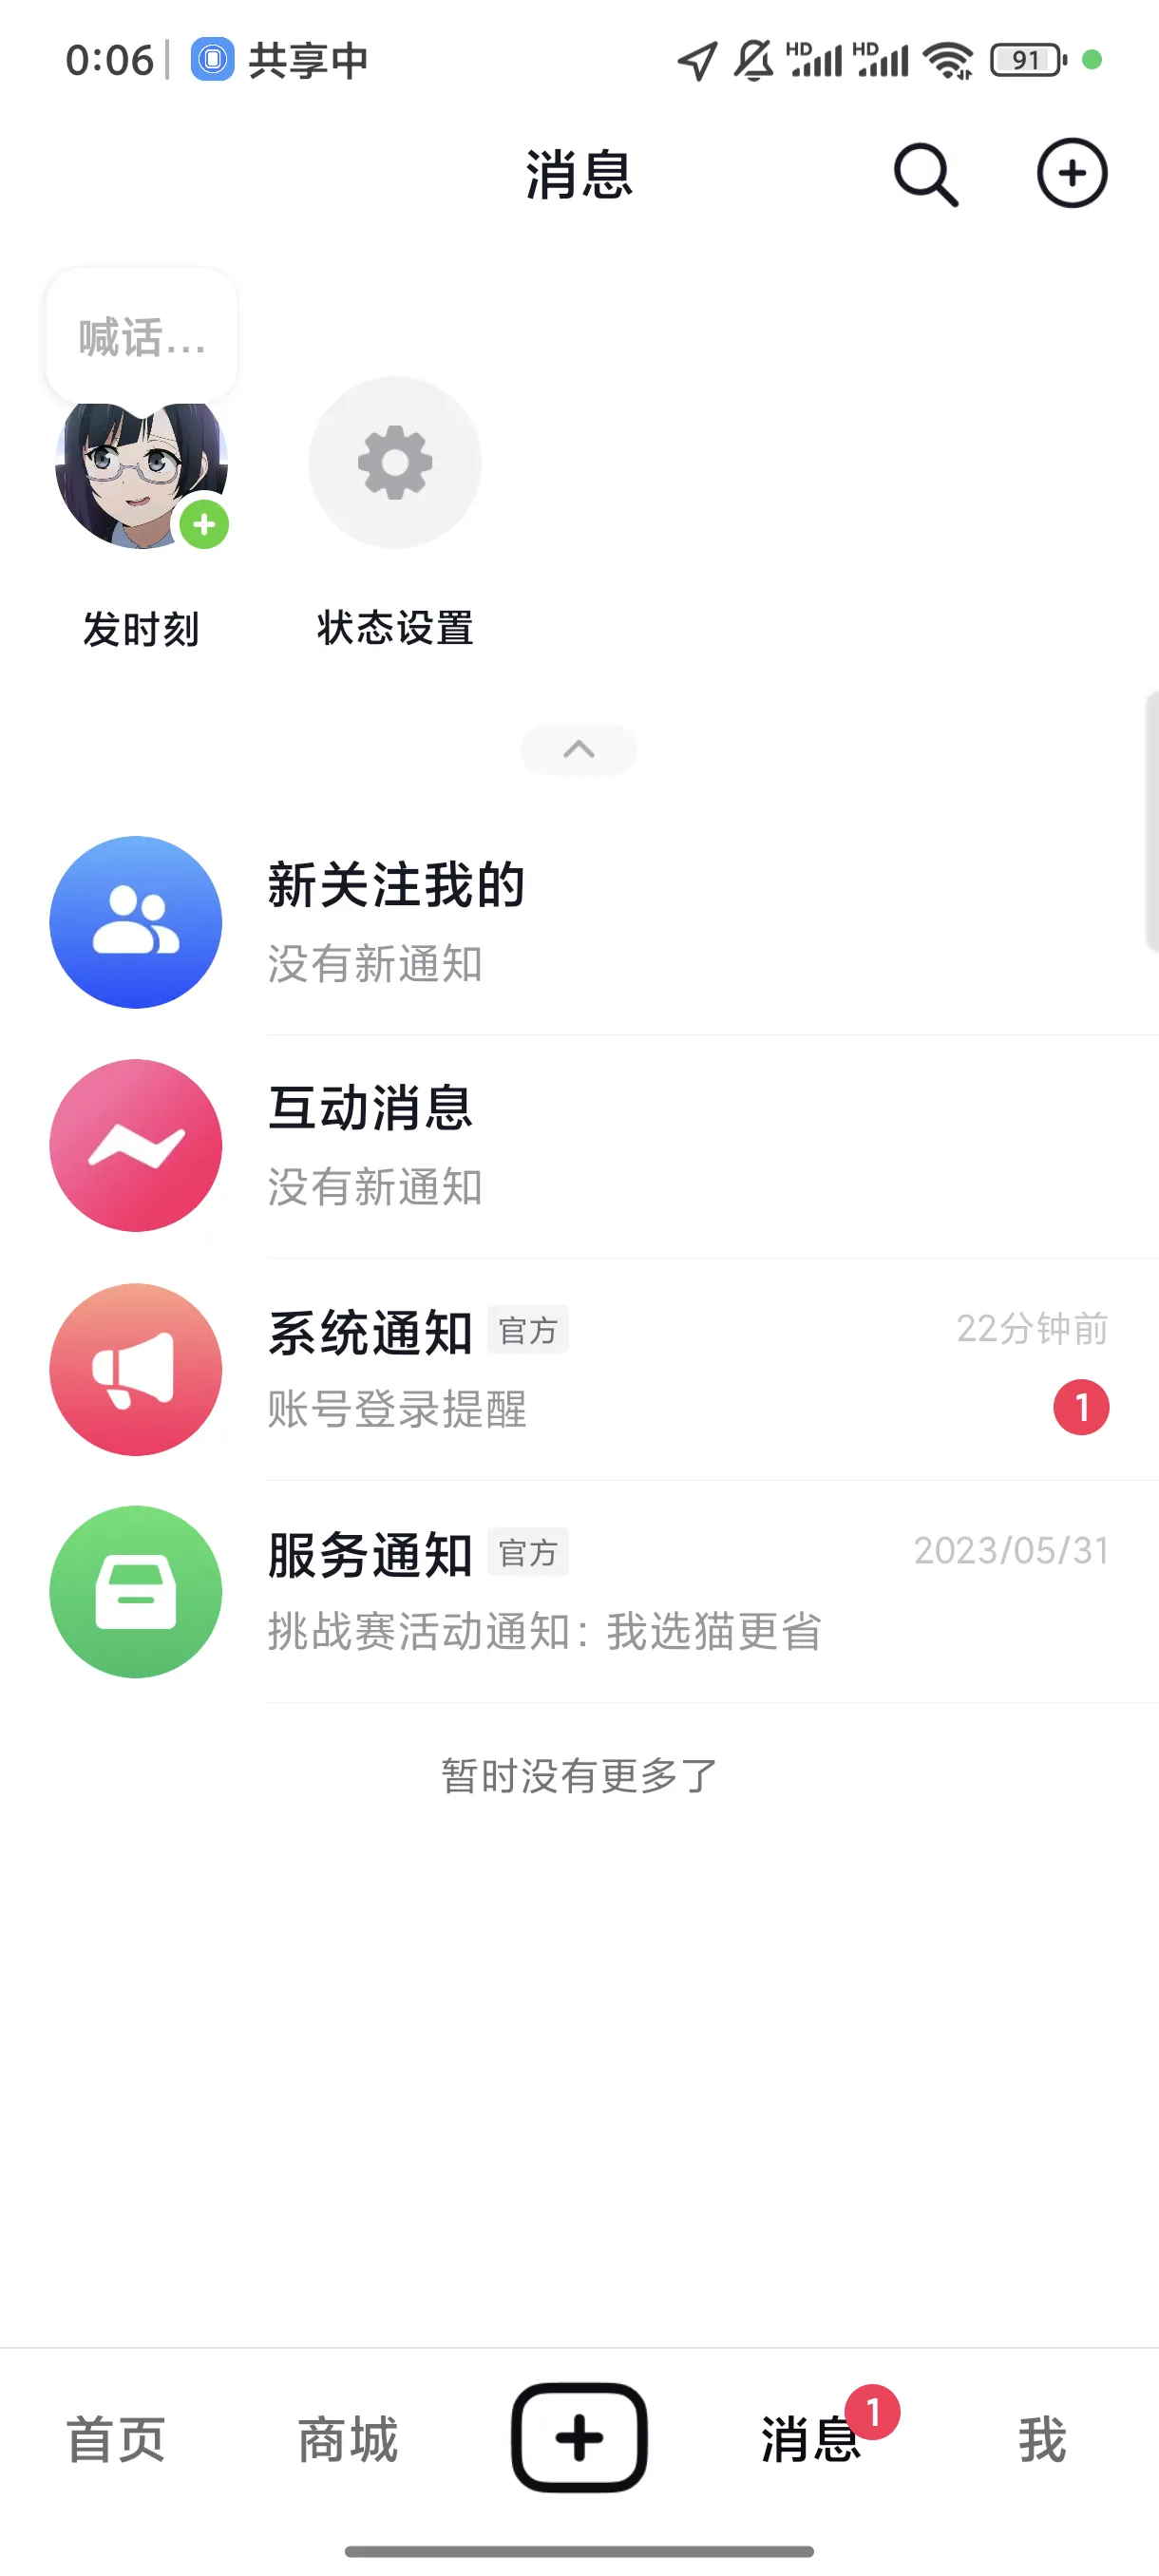 0:06 共享中 HD HD 91
消息
喊话...
发时刻 状态设置
新关注我的
没有新通知
互动消息
没有新通知
系统通知 官方 22分钟前
账号登录提醒 1
服务通知 官方 2023/05/31
挑战赛活动通知: 我选猫更省
暂时没有更多了
首页 商城 消息 1 我